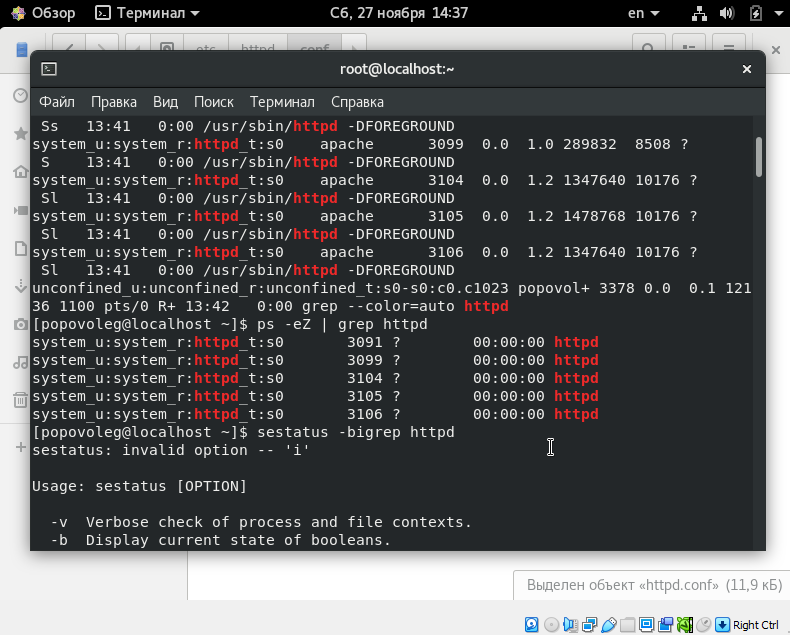 Обзор Терминал Сб, 27 ноября 14:37 en
etc httpd conf
root@localhost:~
Файл Правка Вид Поиск Терминал Справка
Ss 13:41 0:00 /usr/sbin/httpd -DFOREGROUND
system_u:system_r:httpd_t:s0 apache 3099 0.0 1.0 289832 8508 ?
S 13:41 0:00 /usr/sbin/httpd -DFOREGROUND
system_u:system_r:httpd_t:s0 apache 3104 0.0 1.2 1347640 10176 ?
Sl 13:41 0:00 /usr/sbin/httpd -DFOREGROUND
system_u:system_r:httpd_t:s0 apache 3105 0.0 1.2 1478768 10176 ?
Sl 13:41 0:00 /usr/sbin/httpd -DFOREGROUND
system_u:system_r:httpd_t:s0 apache 3106 0.0 1.2 1347640 10176 ?
Sl 13:41 0:00 /usr/sbin/httpd -DFOREGROUND
unconfined_u:unconfined_r:unconfined_t:s0-s0:c0.c1023 popovol+ 3378 0.0 0.1 121
36 1100 pts/0 R+ 13:42 0:00 grep --color=auto httpd
[popovoleg@localhost ~]$ ps -eZ | grep httpd
system_u:system_r:httpd_t:s0 3091 ? 00:00:00 httpd
system_u:system_r:httpd_t:s0 3099 ? 00:00:00 httpd
system_u:system_r:httpd_t:s0 3104 ? 00:00:00 httpd
system_u:system_r:httpd_t:s0 3105 ? 00:00:00 httpd
system_u:system_r:httpd_t:s0 3106 ? 00:00:00 httpd
[popovoleg@localhost ~]$ sestatus -bigrep httpd
sestatus: invalid option -- 'i'
Usage: sestatus [OPTION]
-v Verbose check of process and file contexts.
-b Display current state of booleans.
Выделен объект «httpd.conf» (11,9 кБ)
Right Ctrl